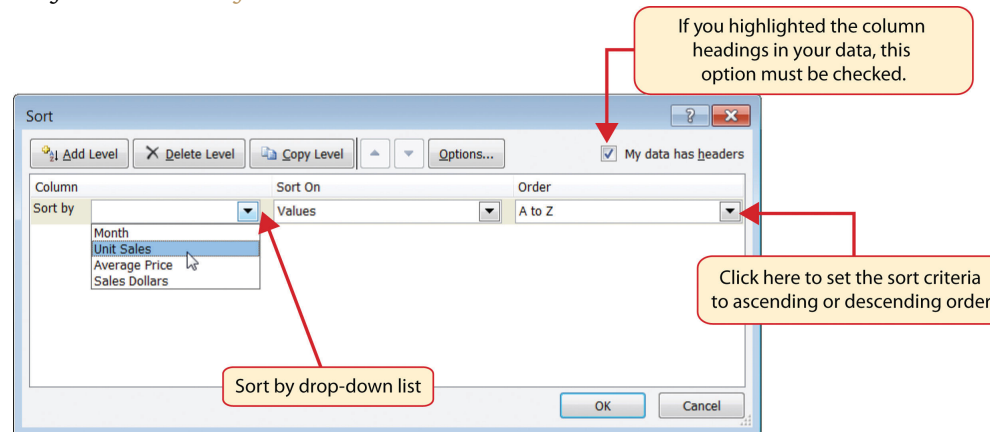 If you highlighted the column
headings in your data, this
option must be checked.
Sort
Add Level
Delete Level
Copy Level
Options...
My data has headers
Column
Sort On
Order
Sort by
Values
A to Z
Month
Unit Sales
Average Price
Sales Dollars
Click here to set the sort criteria
to ascending or descending order
Sort by drop-down list
OK
Cancel